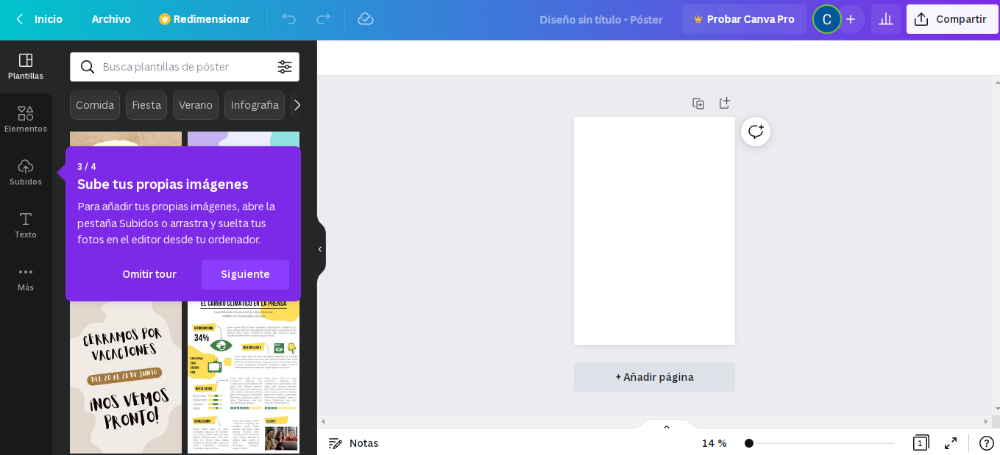 Inicio
Archivo
Redimensionar
Diseño sin título - Póster
Probar Canva Pro
C
Compartir
Plantillas
Elementos
Subidos
Texto
Más
Busca plantillas de póster
Comida
Fiesta
Verano
Infografia
3 / 4
Sube tus propias imágenes
Para añadir tus propias imágenes, abre la
pestaña Subidos o arrastra y suelta tus
fotos en el editor desde tu ordenador.
Omitir tour
Siguiente
CERRAMOS POR
VACACIONES
DEL 20 AL 28 DE JUNIO
¡NOS VEMOS
PRONTO!
EL CAMBIO CLIMÁTICO EN LA PRENSA
INTRODUCCIÓN
34%
METODOLOGÍA
RESULTADOS
CONCLUSIÓN
EQUIPO
+ Añadir página
Notas
14 %
1